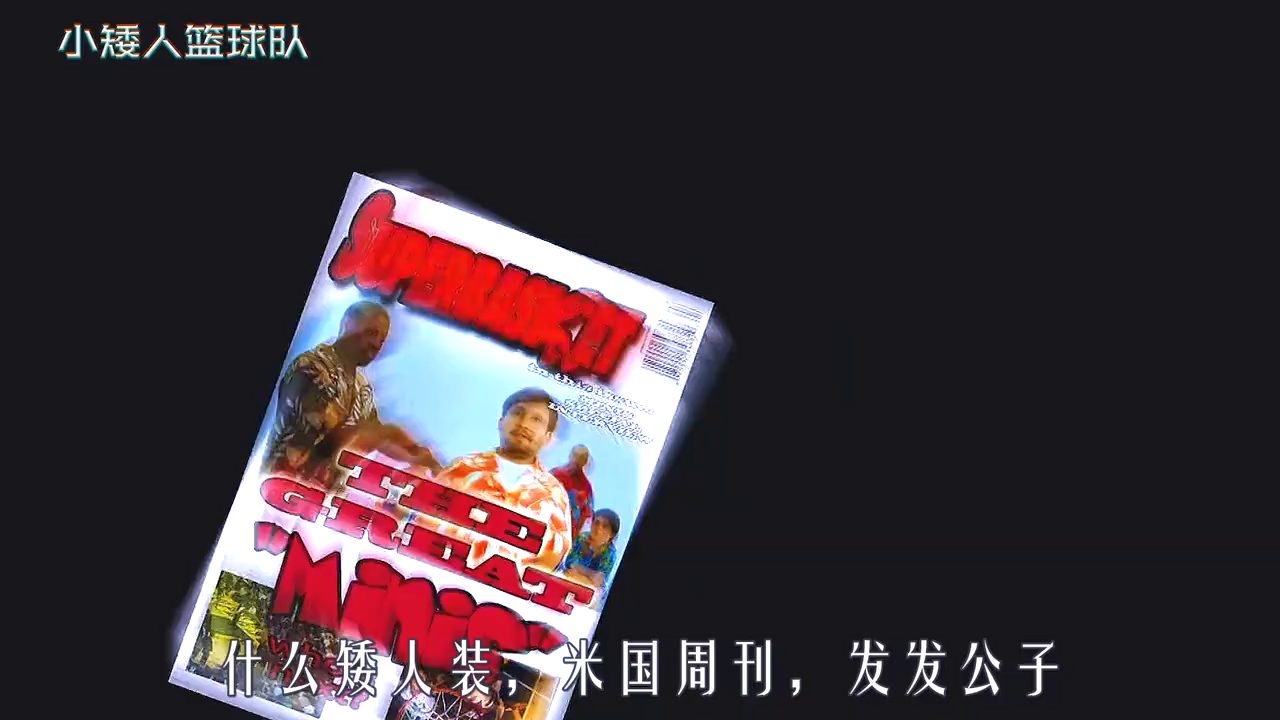 小矮人篮球队
SUPERBASKET
THE
GREAT
"MINIS"
什么矮人装，米国周刊，发发公子